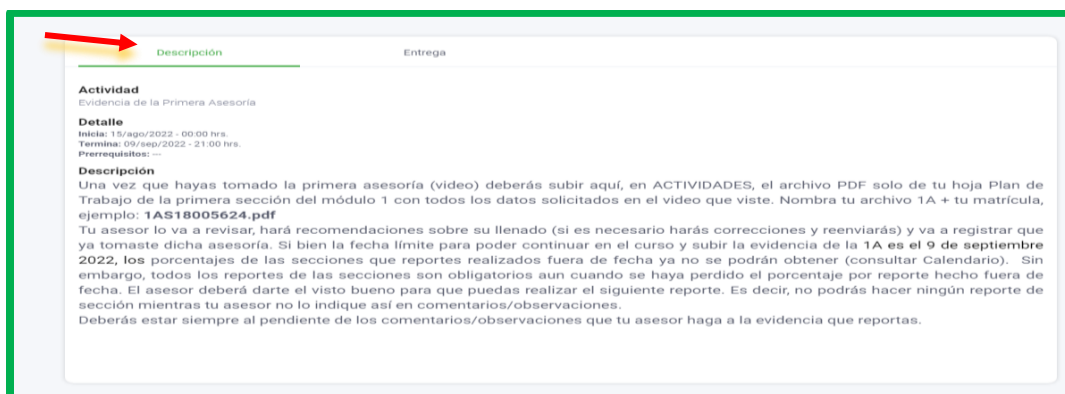 Descripción Entrega
Actividad
Evidencia de la Primera Asesoría
Detalle
Inicia: 15/ago/2022 - 00:00 hrs.
Termina: 09/sep/2022 - 21:00 hrs.
Prerrequisitos: ---
Descripción
Una vez que hayas tomado la primera asesoría (video) deberás subir aquí, en ACTIVIDADES, el archivo PDF solo de tu hoja Plan de
Trabajo de la primera sección del módulo 1 con todos los datos solicitados en el video que viste. Nombra tu archivo 1A + tu matrícula,
ejemplo: 1AS18005624.pdf
Tu asesor lo va a revisar, hará recomendaciones sobre su llenado (si es necesario harás correcciones y reenviarás) y va a registrar que
ya tomaste dicha asesoría. Si bien la fecha límite para poder continuar en el curso y subir la evidencia de la 1A es el 9 de septiembre
2022, los porcentajes de las secciones que reportes realizados fuera de fecha ya no se podrán obtener (consultar Calendario). Sin
embargo, todos los reportes de las secciones son obligatorios aun cuando se haya perdido el porcentaje por reporte hecho fuera de
fecha. El asesor deberá darte el visto bueno para que puedas realizar el siguiente reporte. Es decir, no podrás hacer ningún reporte de
sección mientras tu asesor no lo indique así en comentarios/observaciones.
Deberás estar siempre al pendiente de los comentarios/observaciones que tu asesor haga a la evidencia que reportas.